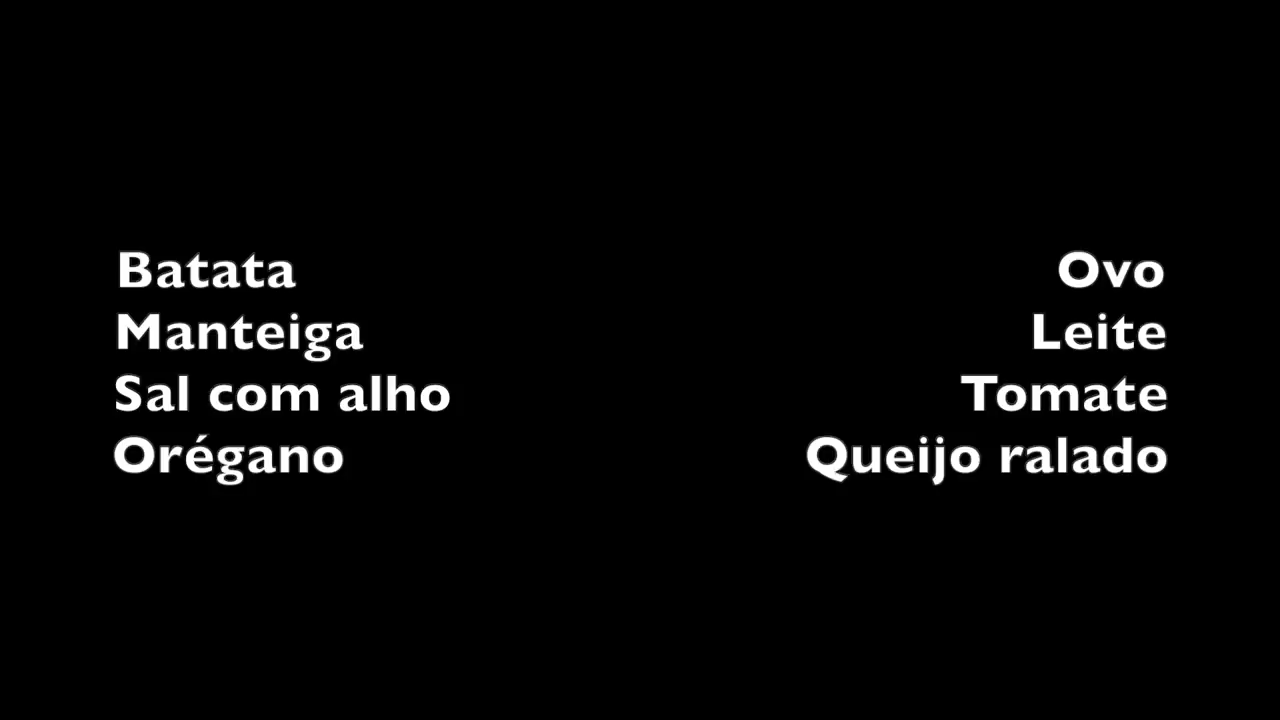 Batata
Manteiga
Sal com alho
Orégano
Ovo
Leite
Tomate
Queijo ralado